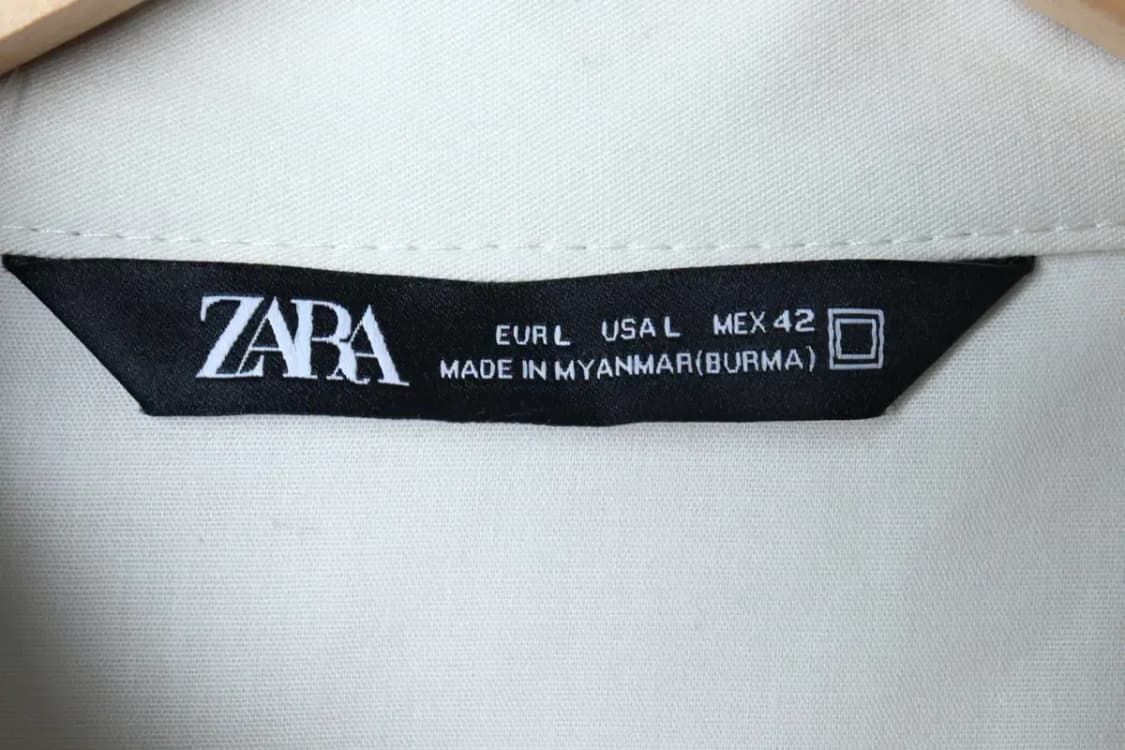 ZARA
EUR L USA L MEX 42
MADE IN MYANMAR(BURMA)